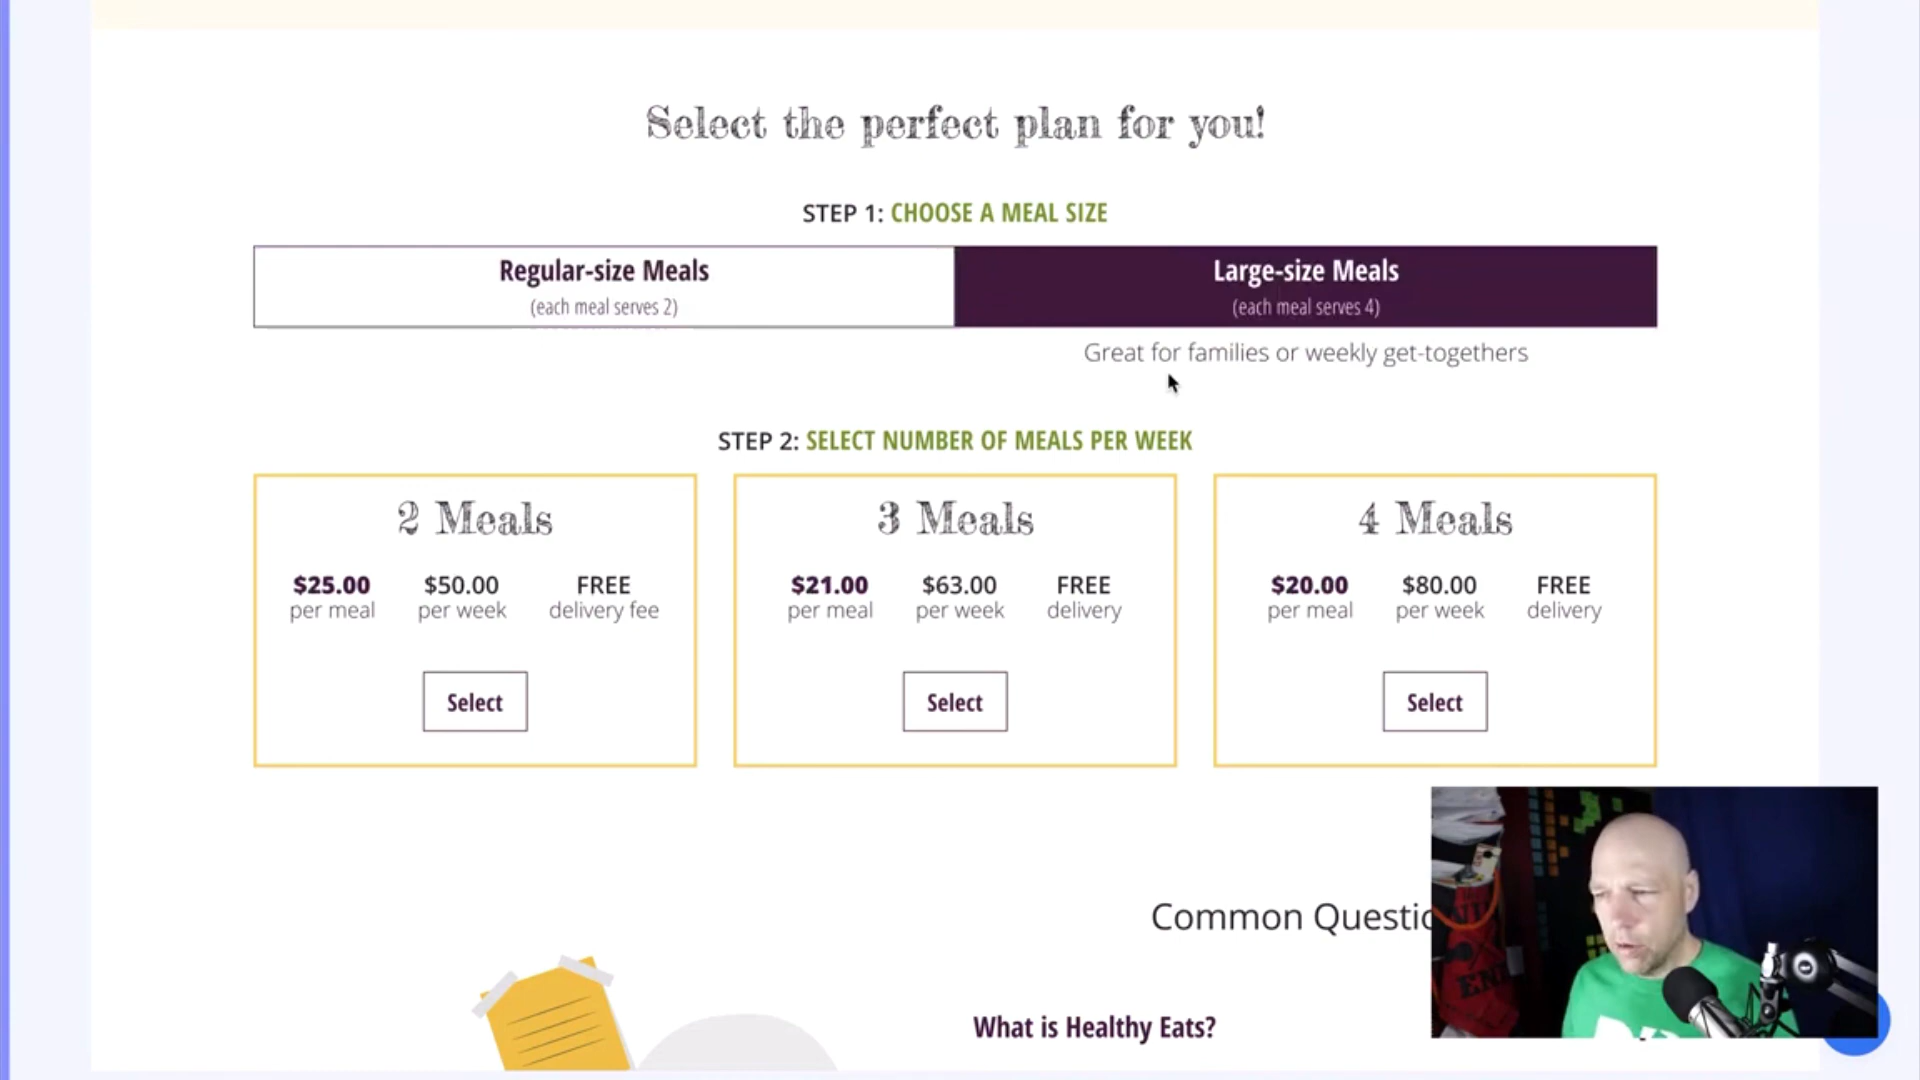 Select the perfect plan for you!
STEP 1: CHOOSE A MEAL SIZE
Regular-size Meals
(each meal serves 2)
Large-size Meals
(each meal serves 4)
Great for families or weekly get-togethers
STEP 2: SELECT NUMBER OF MEALS PER WEEK
2 Meals
$25.00 $50.00 FREE
per meal per week delivery fee
Select
3 Meals
$21.00 $63.00 FREE
per meal per week delivery
Select
4 Meals
$20.00 $80.00 FREE
per meal per week delivery
Select
Common Questio
What is Healthy Eats?